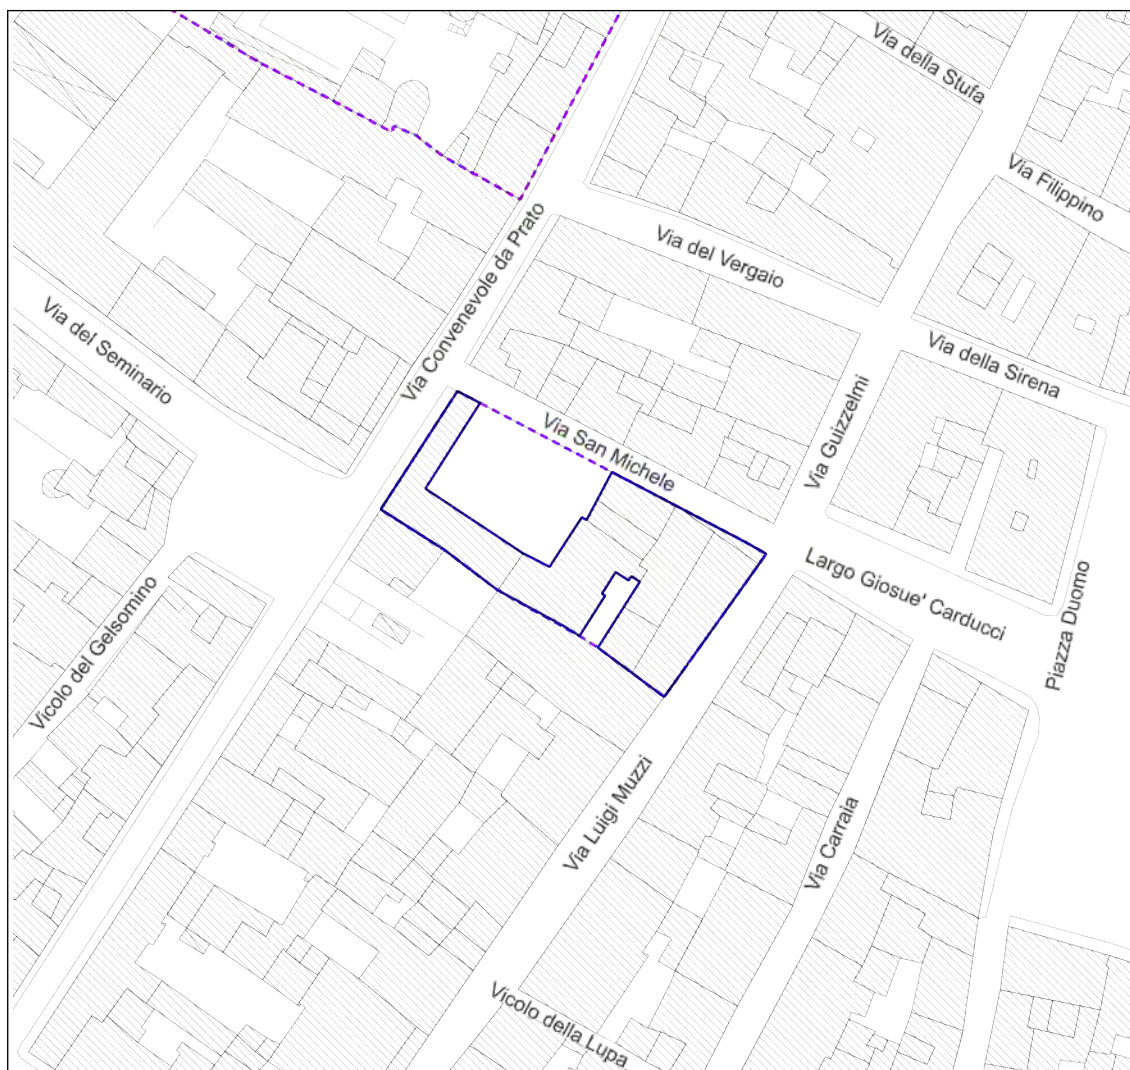 Via della Stufa
Via Filippino
Via Convenevole da Prato
Via del Vergaio
Via del Seminario
Via della Sirena
Via Guizzelmi
Via San Michele
Largo Giosue' Carducci
Vicolo del Gelsomino
Piazza Duomo
Via Luigi Muzzi
Via Carraia
Vicolo della Lupa